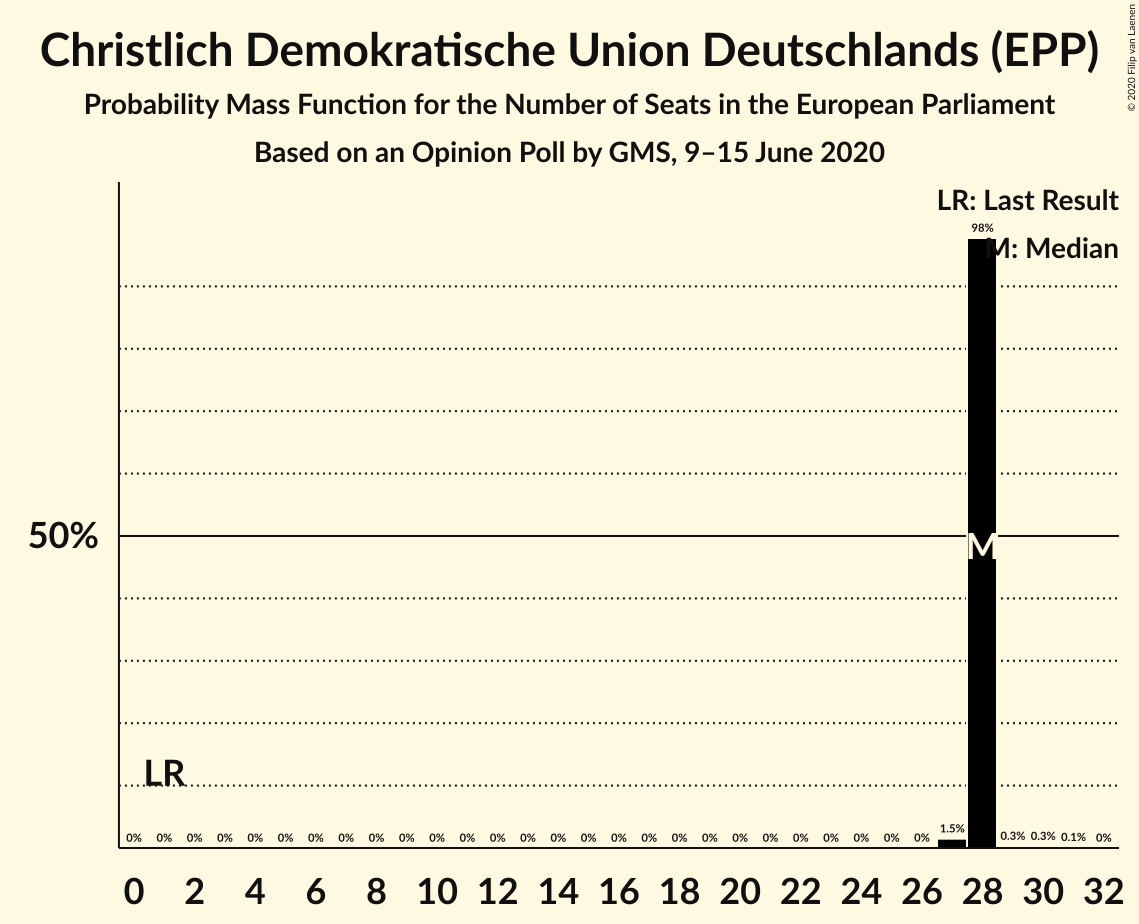 Christlich Demokratische Union Deutschlands (EPP)
Probability Mass Function for the Number of Seats in the European Parliament
Based on an Opinion Poll by GMS, 9–15 June 2020
© 2020 Filip van Laenen
LR: Last Result
M: Median
98%
50%
M
LR
0% 0% 0% 0% 0% 0% 0% 0% 0% 0% 0% 0% 0% 0% 0% 0% 0% 0% 0% 0% 0% 0% 0% 0% 0% 0% 0% 1.5% 0.3% 0.3% 0.1% 0%
0 2 4 6 8 10 12 14 16 18 20 22 24 26 28 30 32